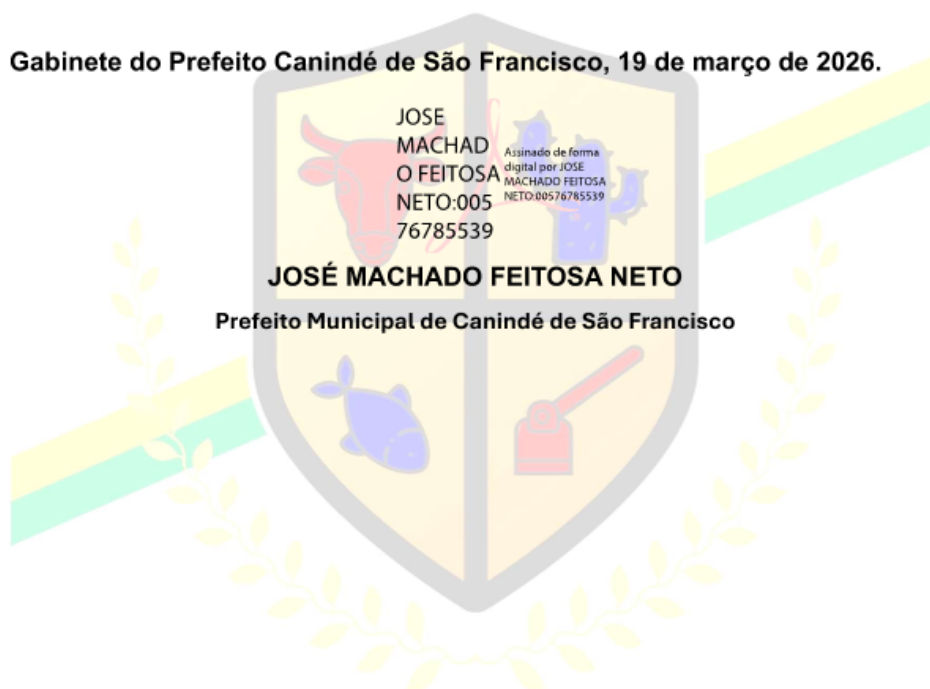 Gabinete do Prefeito Canindé de São Francisco, 19 de março de 2026.
JOSE
MACHAD
O FEITOSA
NETO:005
76785539
Assinado de forma
digital por JOSE
MACHADO FEITOSA
NETO:00576785539
JOSÉ MACHADO FEITOSA NETO
Prefeito Municipal de Canindé de São Francisco